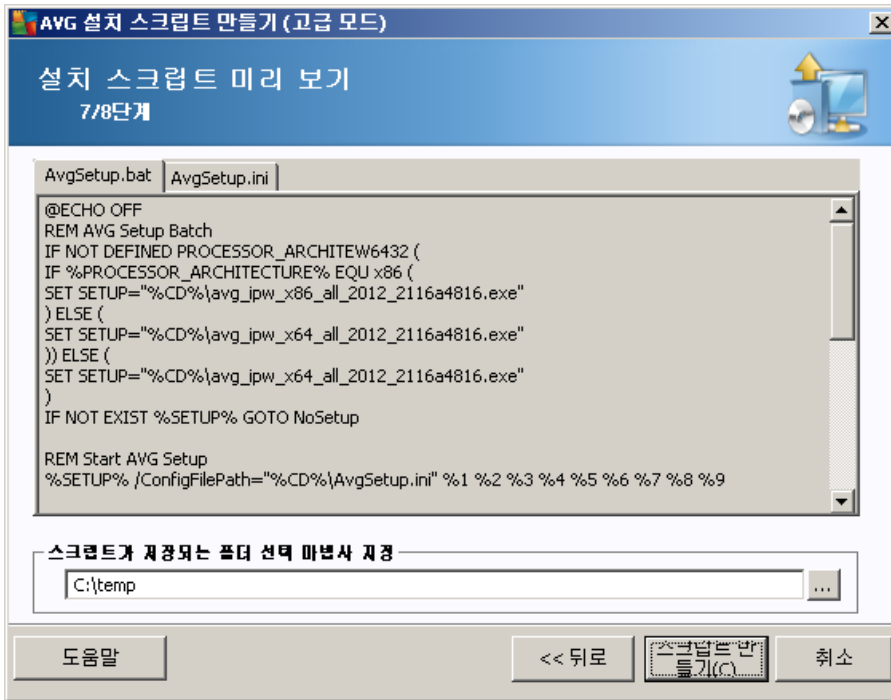 AVG 설치 스크립트 만들기 (고급 모드)
설치 스크립트 미리 보기
7/8단계
AvgSetup.bat
AvgSetup.ini
@ECHO OFF
REM AVG Setup Batch
IF NOT DEFINED PROCESSOR_ARCHITEW6432 (
IF %PROCESSOR_ARCHITECTURE% EQU x86 (
SET SETUP="%CD%\avg_ipw_x86_all_2012_2116a4816.exe"
) ELSE (
SET SETUP="%CD%\avg_ipw_x64_all_2012_2116a4816.exe"
)) ELSE (
SET SETUP="%CD%\avg_ipw_x64_all_2012_2116a4816.exe"
)
IF NOT EXIST %SETUP% GOTO NoSetup
REM Start AVG Setup
%SETUP% /ConfigFilePath="%CD%\AvgSetup.ini" %1 %2 %3 %4 %5 %6 %7 %8 %9
스크립트가 저장되는 폴더 선택 마법사 지정
C:\temp
...
도움말
<< 뒤로
스크립트 만
들기(C)
취소